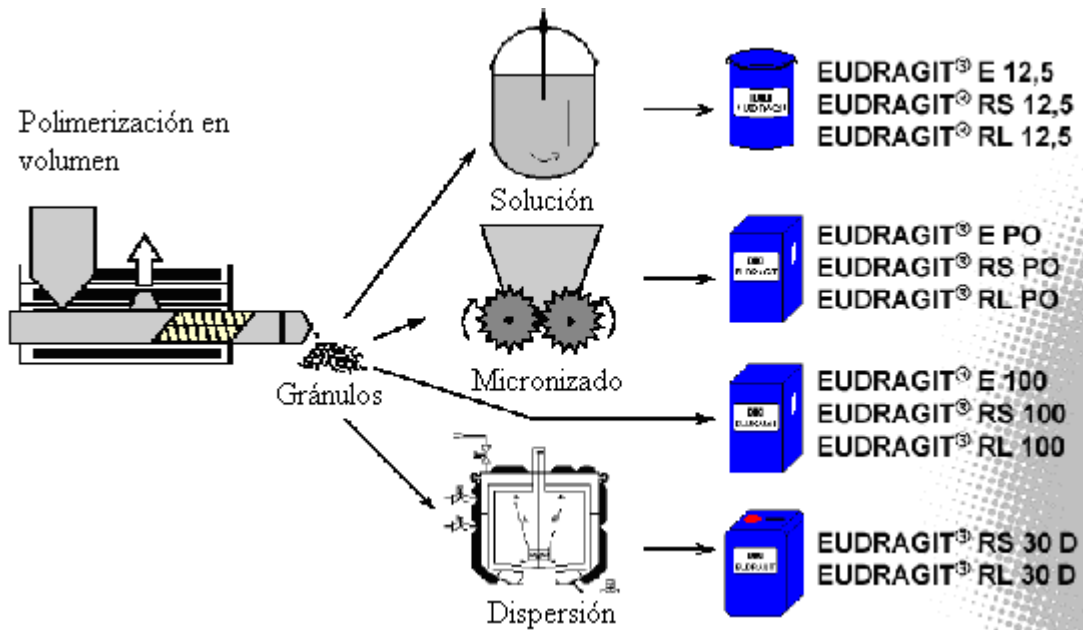 Polimerización en
volumen
Gránulos
Solución
EUDRAGIT® E 12,5
EUDRAGIT® RS 12,5
EUDRAGIT® RL 12,5
Micronizado
EUDRAGIT® E PO
EUDRAGIT® RS PO
EUDRAGIT® RL PO
EUDRAGIT® E 100
EUDRAGIT® RS 100
EUDRAGIT® RL 100
Dispersión
EUDRAGIT® RS 30 D
EUDRAGIT® RL 30 D